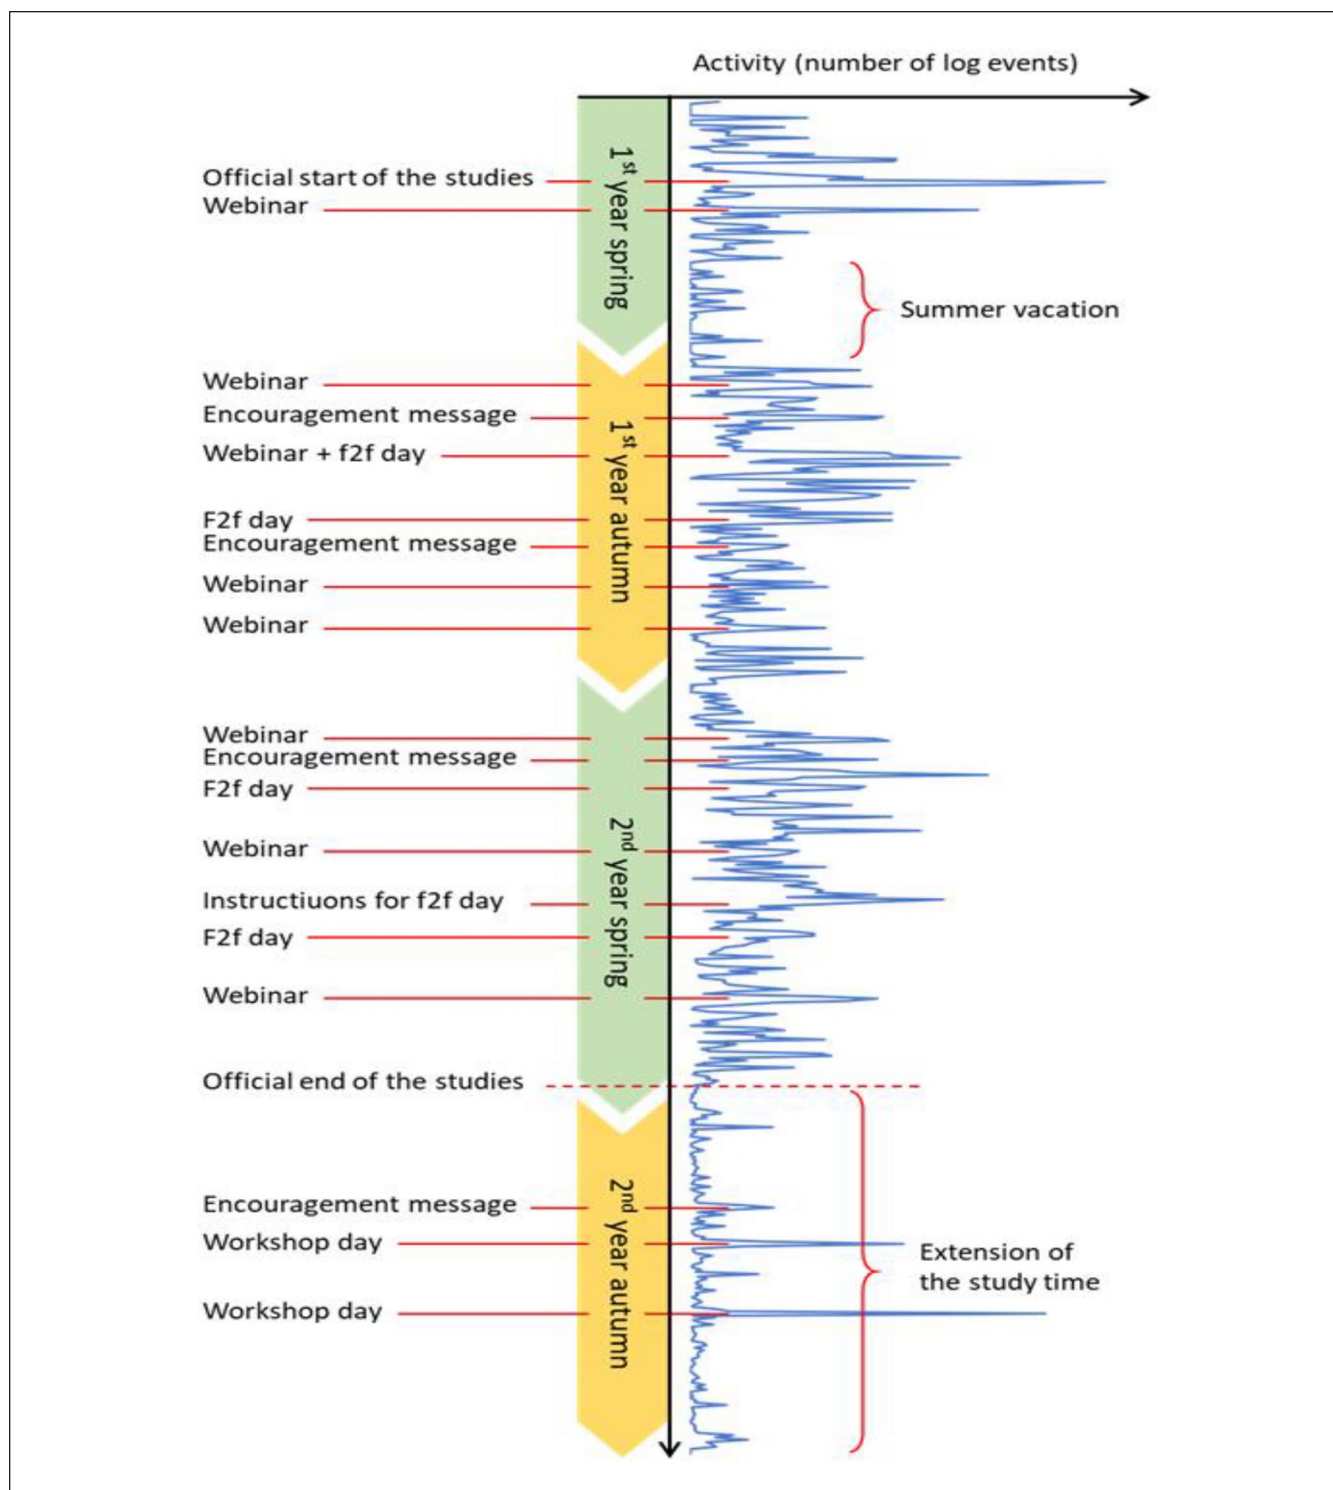 Activity (number of log events)
1st year spring
Official start of the studies
Webinar
Summer vacation
1st year autumn
Webinar
Encouragement message
Webinar + f2f day
F2f day
Encouragement message
Webinar
Webinar
2nd year spring
Webinar
Encouragement message
F2f day
Webinar
Instructiuons for f2f day
F2f day
Webinar
Official end of the studies
2nd year autumn
Encouragement message
Workshop day
Extension of
the study time
Workshop day